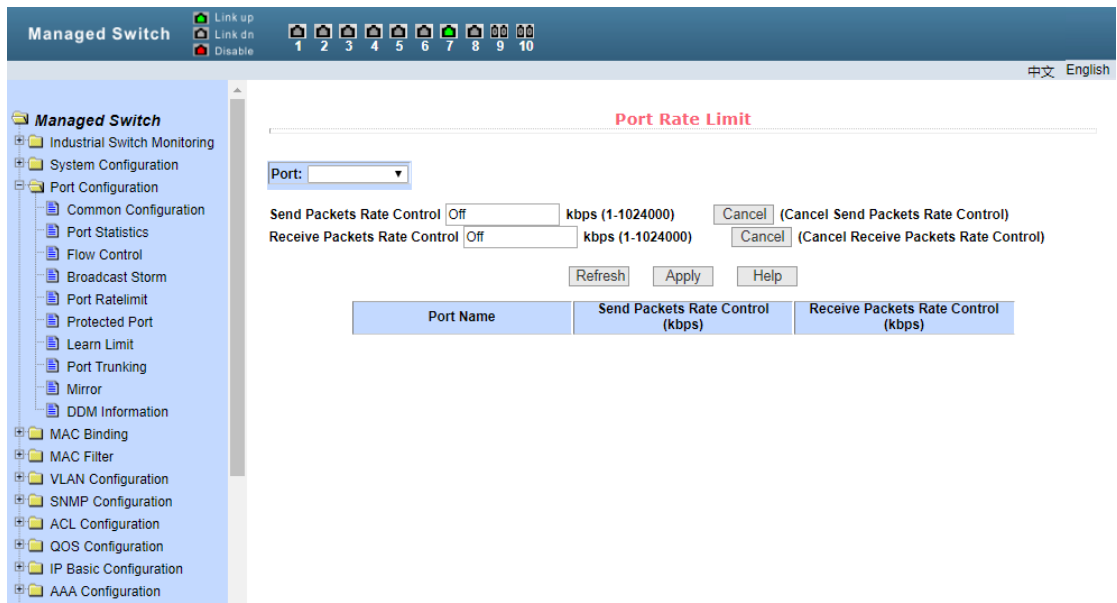 Managed Switch
Link up
Link dn
Disable
1 2 3 4 5 6 7 8 9 10
中文 English
Managed Switch
Industrial Switch Monitoring
System Configuration
Port Configuration
Common Configuration
Port Statistics
Flow Control
Broadcast Storm
Port Ratelimit
Protected Port
Learn Limit
Port Trunking
Mirror
DDM Information
MAC Binding
MAC Filter
VLAN Configuration
SNMP Configuration
ACL Configuration
QOS Configuration
IP Basic Configuration
AAA Configuration
Port Rate Limit
Port:
Send Packets Rate Control Off kbps (1-1024000) Cancel (Cancel Send Packets Rate Control)
Receive Packets Rate Control Off kbps (1-1024000) Cancel (Cancel Receive Packets Rate Control)
Refresh Apply Help
Port Name
Send Packets Rate Control
(kbps)
Receive Packets Rate Control
(kbps)